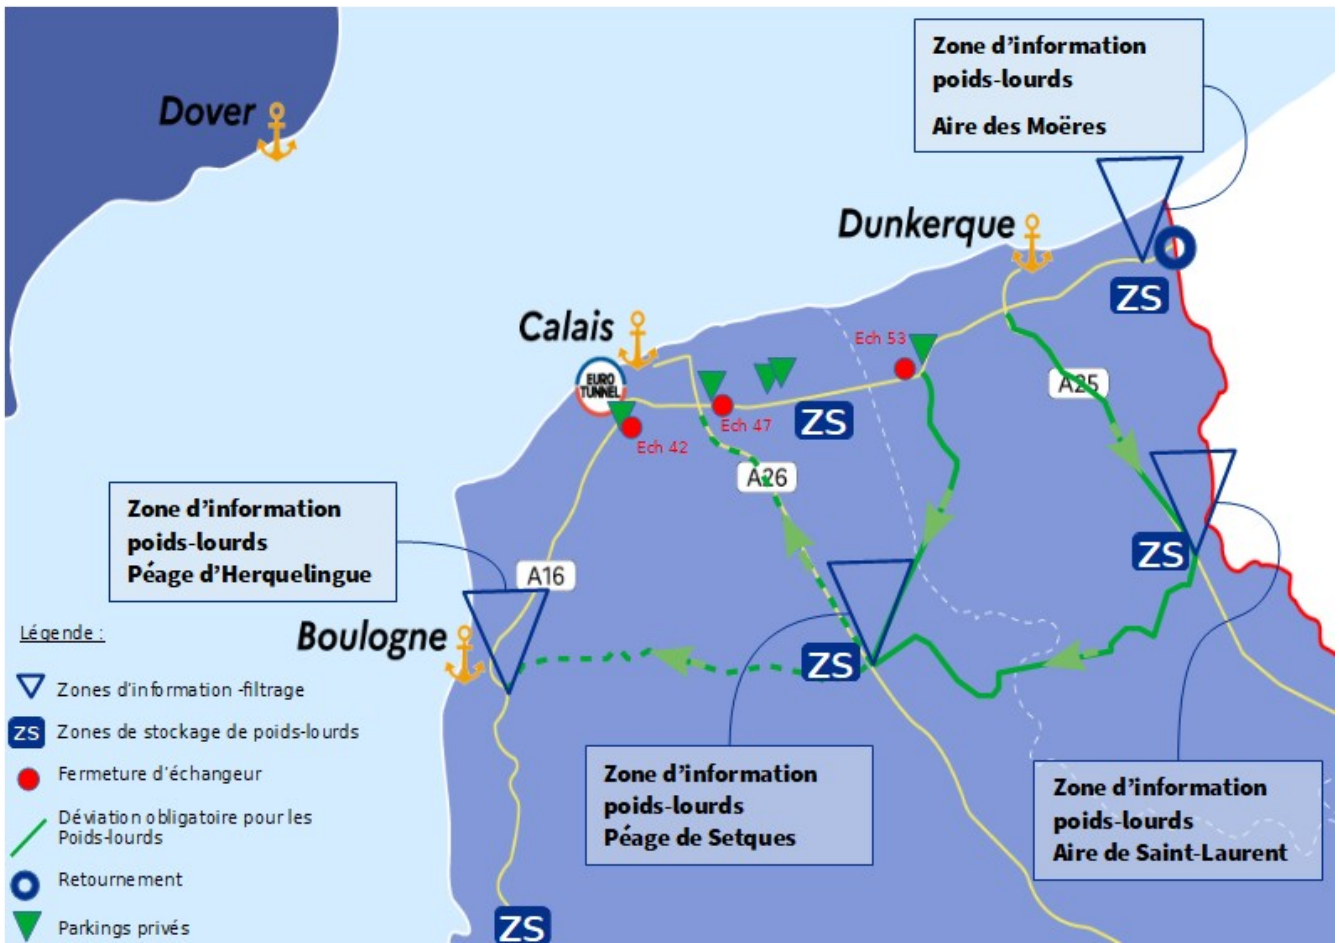 Zone d'information
poids-lourds
Aire des Moëres
Dover
Dunkerque
ZS
Calais
Ech 53
EURO
TUNNEL
A25
Ech 47
ZS
Ech 42
A26
Zone d'information
poids-lourds
Péage d'Herquelingue
ZS
A16
Légende :
Boulogne
ZS
Zones d'information -filtrage
ZS
Zones de stockage de poids-lourds
Fermeture d'échangeur
Déviation obligatoire pour les
Poids-lourds
Retournement
Parkings privés
Zone d'information
poids-lourds
Péage de Setques
Zone d'information
poids-lourds
Aire de Saint-Laurent
ZS